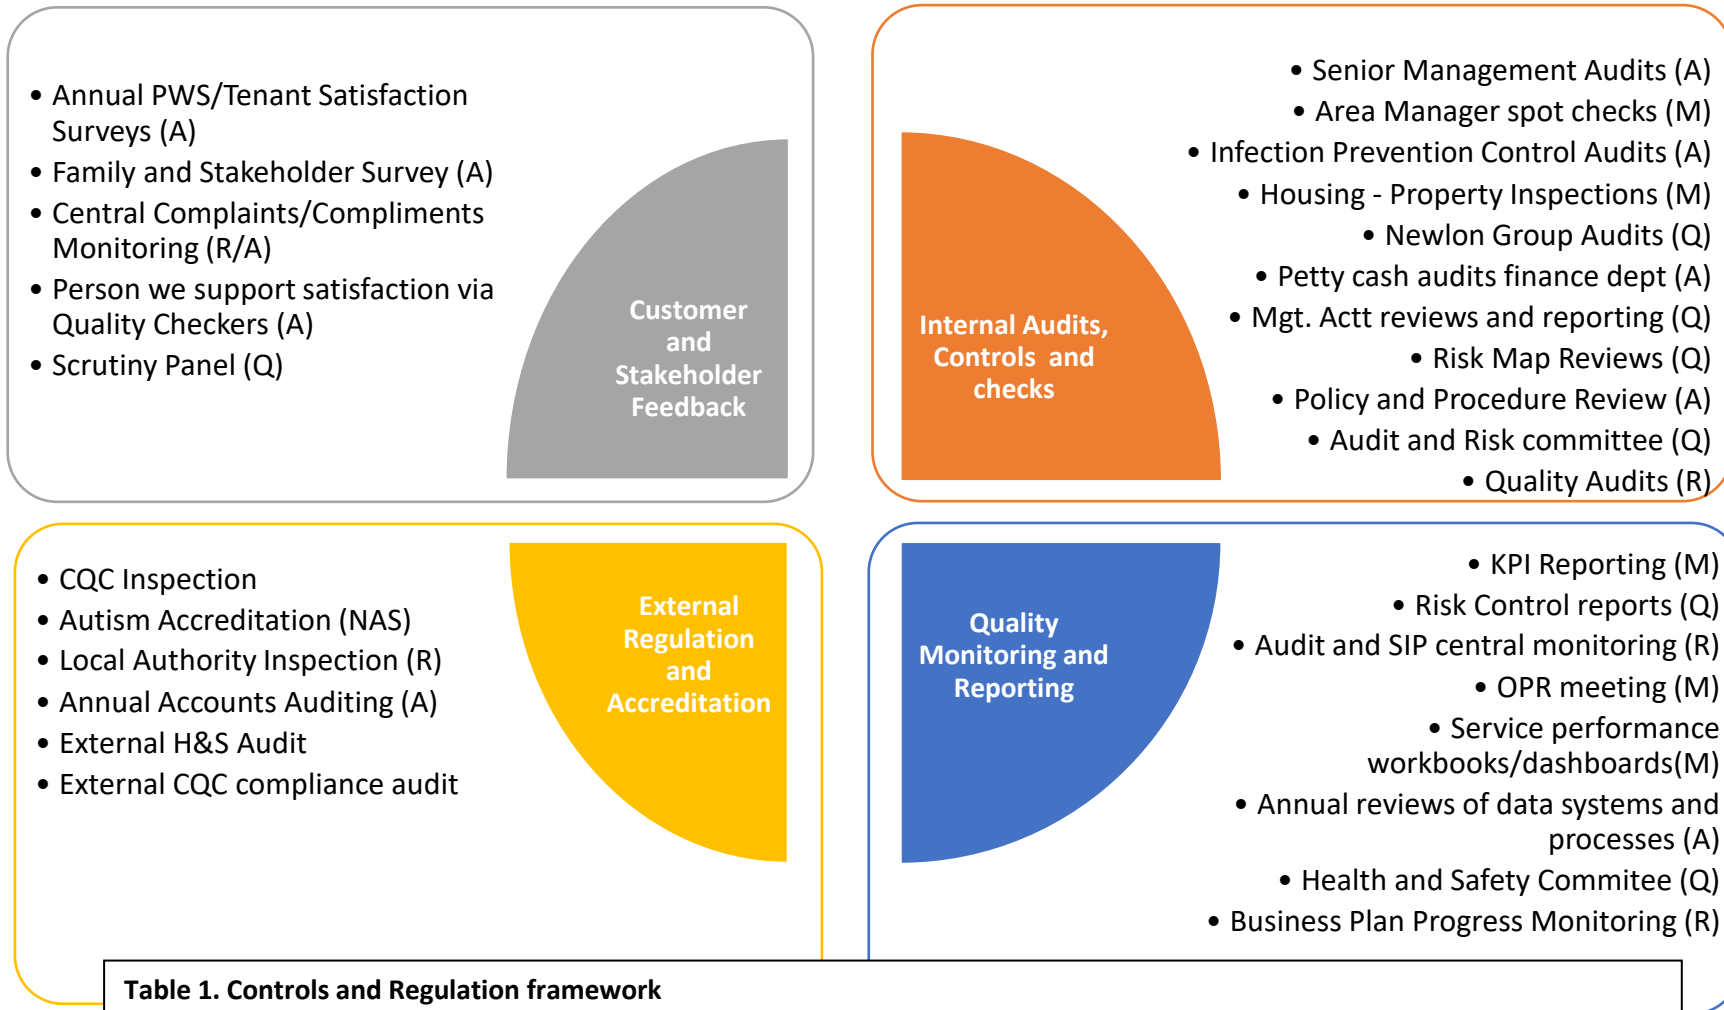 • Annual PWS/Tenant Satisfaction
Surveys (A)
• Family and Stakeholder Survey (A)
• Central Complaints/Compliments
Monitoring (R/A)
• Person we support satisfaction via
Quality Checkers (A)
• Scrutiny Panel (Q)
Customer
and
Stakeholder
Feedback
Internal Audits,
Controls and
checks
• Senior Management Audits (A)
• Area Manager spot checks (M)
• Infection Prevention Control Audits (A)
• Housing - Property Inspections (M)
• Newlon Group Audits (Q)
• Petty cash audits finance dept (A)
• Mgt. Actt reviews and reporting (Q)
• Risk Map Reviews (Q)
• Policy and Procedure Review (A)
• Audit and Risk committee (Q)
• Quality Audits (R)
• CQC Inspection
• Autism Accreditation (NAS)
• Local Authority Inspection (R)
• Annual Accounts Auditing (A)
• External H&S Audit
• External CQC compliance audit
External
Regulation
and
Accreditation
Quality
Monitoring and
Reporting
• KPI Reporting (M)
• Risk Control reports (Q)
• Audit and SIP central monitoring (R)
• OPR meeting (M)
• Service performance
workbooks/dashboards(M)
• Annual reviews of data systems and
processes (A)
• Health and Safety Commitee (Q)
• Business Plan Progress Monitoring (R)
Table 1. Controls and Regulation framework